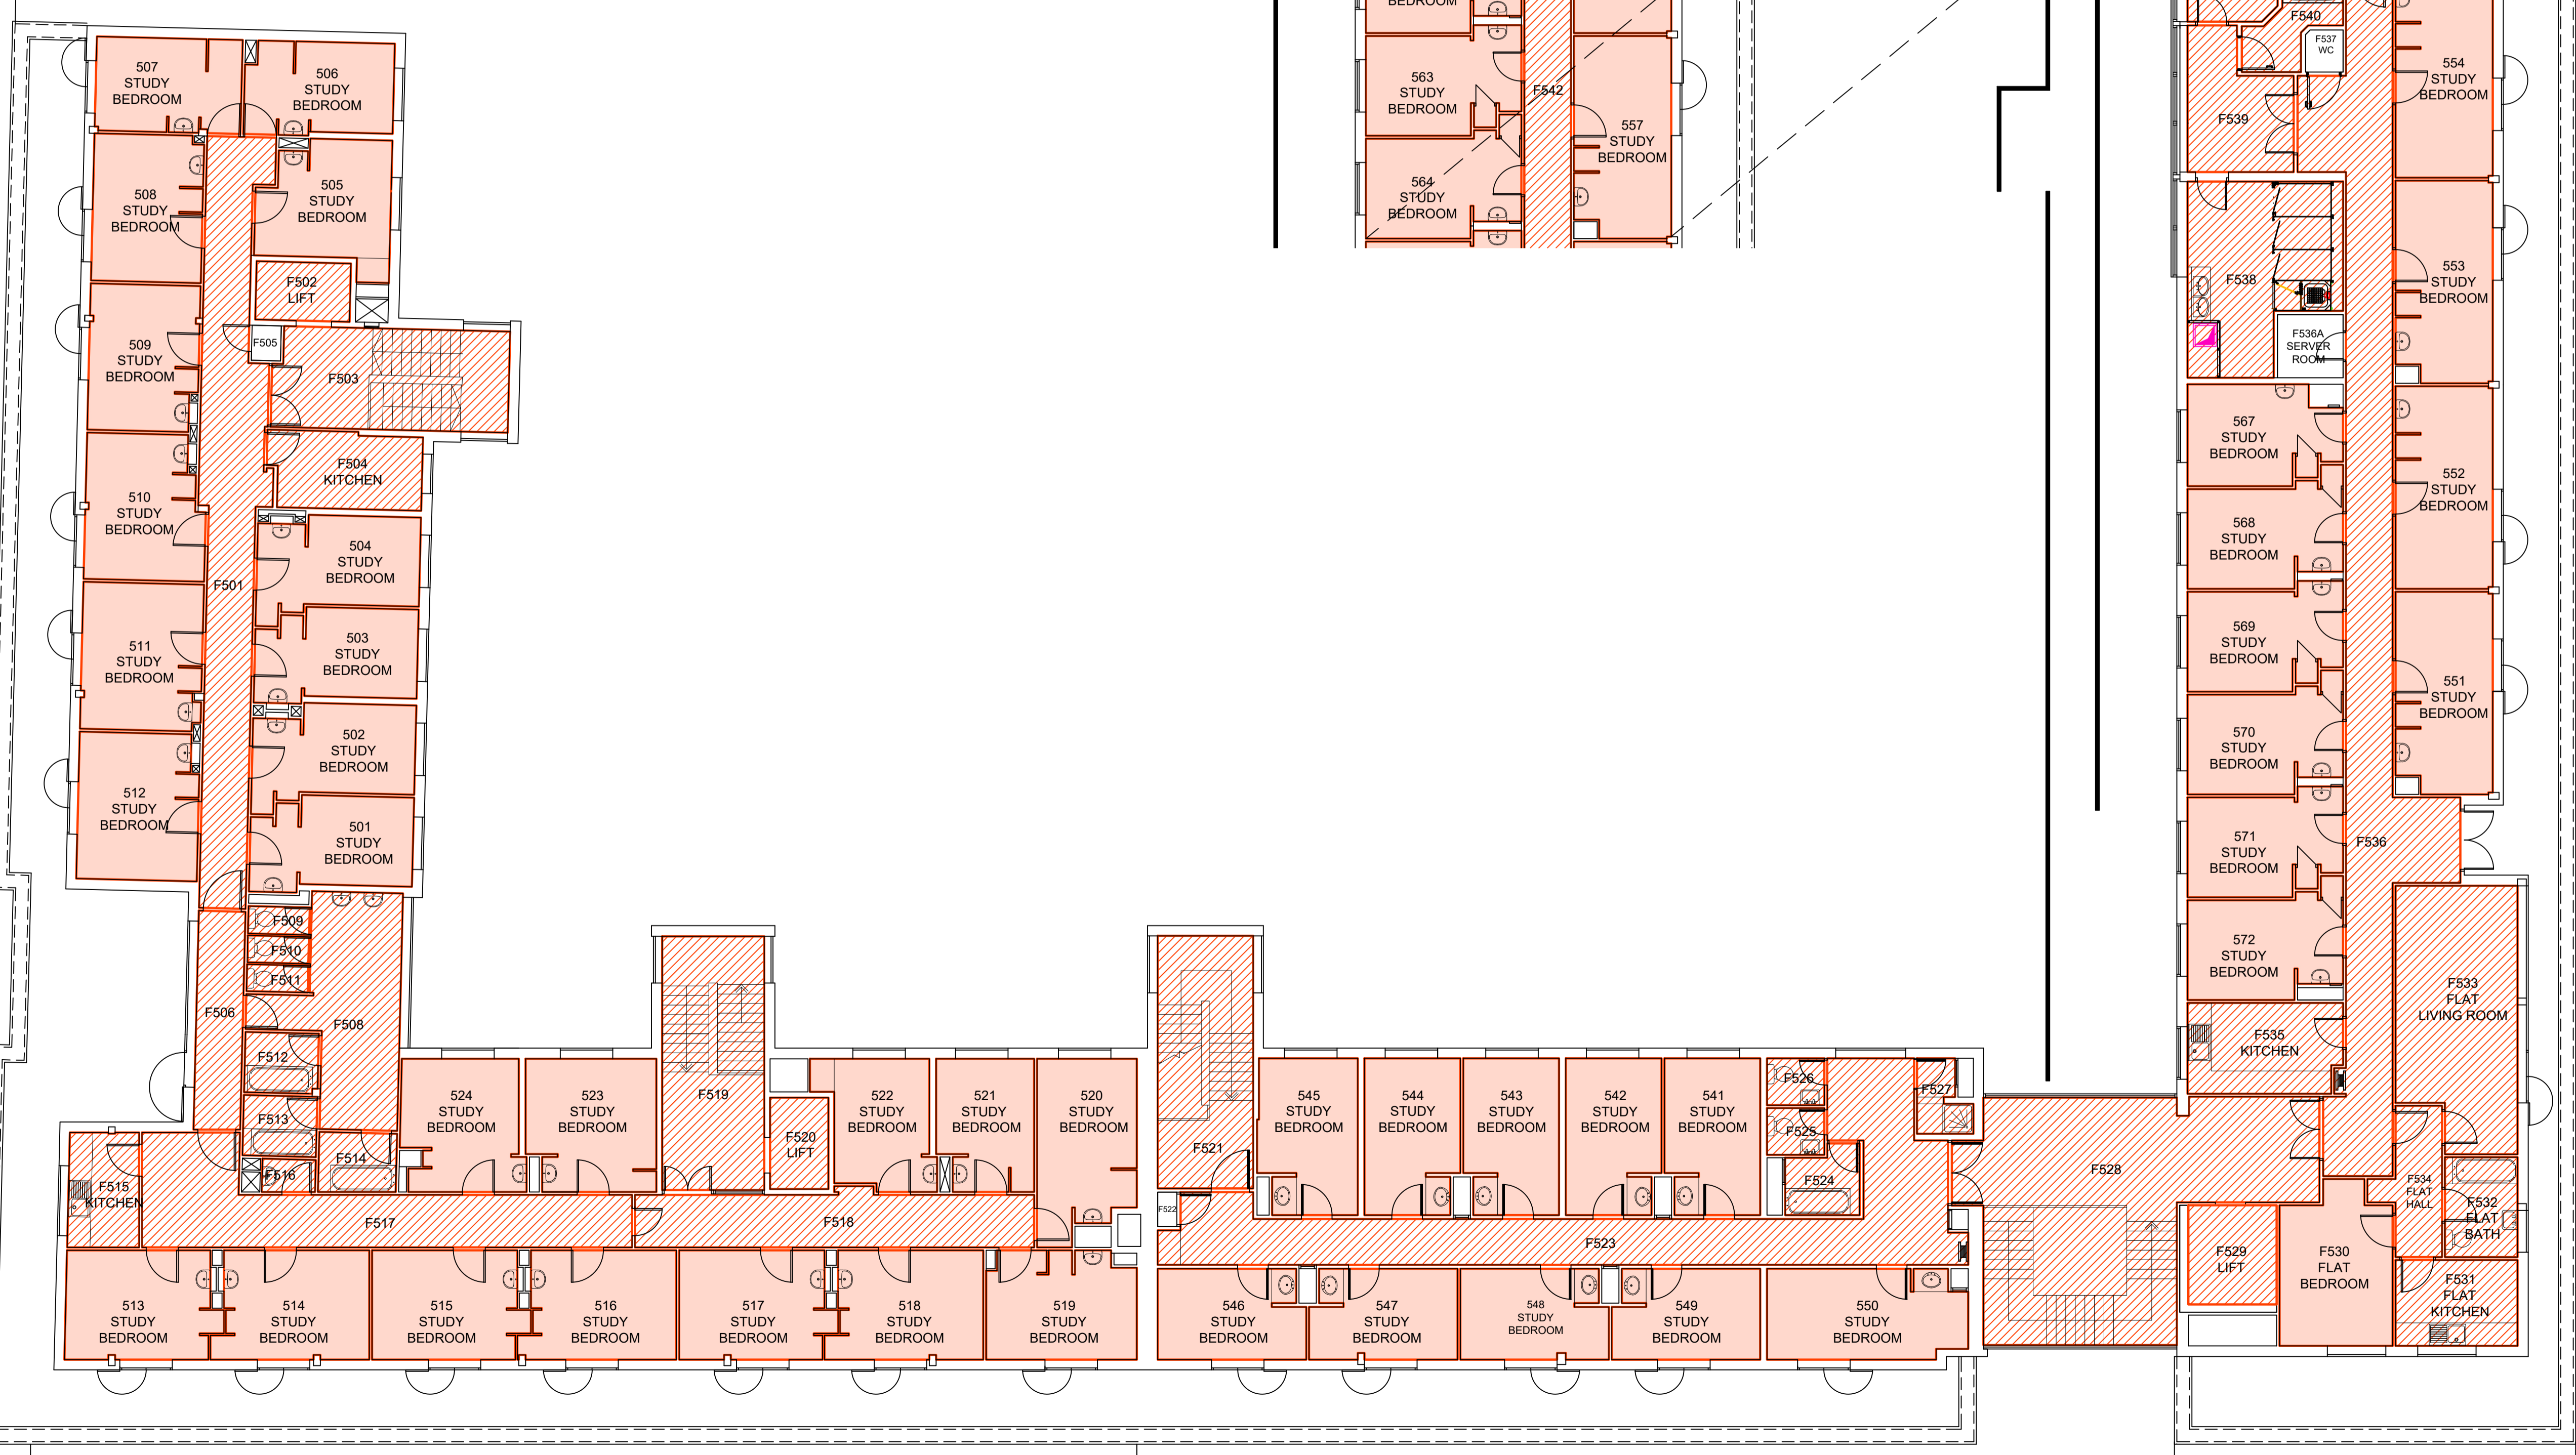 507
STUDY
BEDROOM
506
STUDY
BEDROOM
508
STUDY
BEDROOM
505
STUDY
BEDROOM
F502
LIFT
509
STUDY
BEDROOM
F505
F503
F504
KITCHEN
510
STUDY
BEDROOM
504
STUDY
BEDROOM
F501
511
STUDY
BEDROOM
503
STUDY
BEDROOM
502
STUDY
BEDROOM
512
STUDY
BEDROOM
501
STUDY
BEDROOM
F509
F510
F511
F506
F508
F512
F513
F514
F516
F515
KITCHEN
F517
524
STUDY
BEDROOM
523
STUDY
BEDROOM
F519
F520
LIFT
522
STUDY
BEDROOM
521
STUDY
BEDROOM
520
STUDY
BEDROOM
F518
513
STUDY
BEDROOM
514
STUDY
BEDROOM
515
STUDY
BEDROOM
516
STUDY
BEDROOM
517
STUDY
BEDROOM
518
STUDY
BEDROOM
519
STUDY
BEDROOM
BEDROOM
563
STUDY
BEDROOM
F542
557
STUDY
BEDROOM
564
STUDY
BEDROOM
F521
F522
545
STUDY
BEDROOM
544
STUDY
BEDROOM
543
STUDY
BEDROOM
542
STUDY
BEDROOM
541
STUDY
BEDROOM
F526
F525
F524
F527
F523
546
STUDY
BEDROOM
547
STUDY
BEDROOM
548
STUDY
BEDROOM
549
STUDY
BEDROOM
550
STUDY
BEDROOM
F528
F540
F537
WC
554
STUDY
BEDROOM
F539
F538
553
STUDY
BEDROOM
F536A
SERVER
ROOM
567
STUDY
BEDROOM
552
STUDY
BEDROOM
568
STUDY
BEDROOM
569
STUDY
BEDROOM
551
STUDY
BEDROOM
570
STUDY
BEDROOM
571
STUDY
BEDROOM
F536
572
STUDY
BEDROOM
F533
FLAT
LIVING ROOM
F535
KITCHEN
F534
FLAT
HALL
F532
FLAT
BATH
F529
LIFT
F530
FLAT
BEDROOM
F531
FLAT
KITCHEN